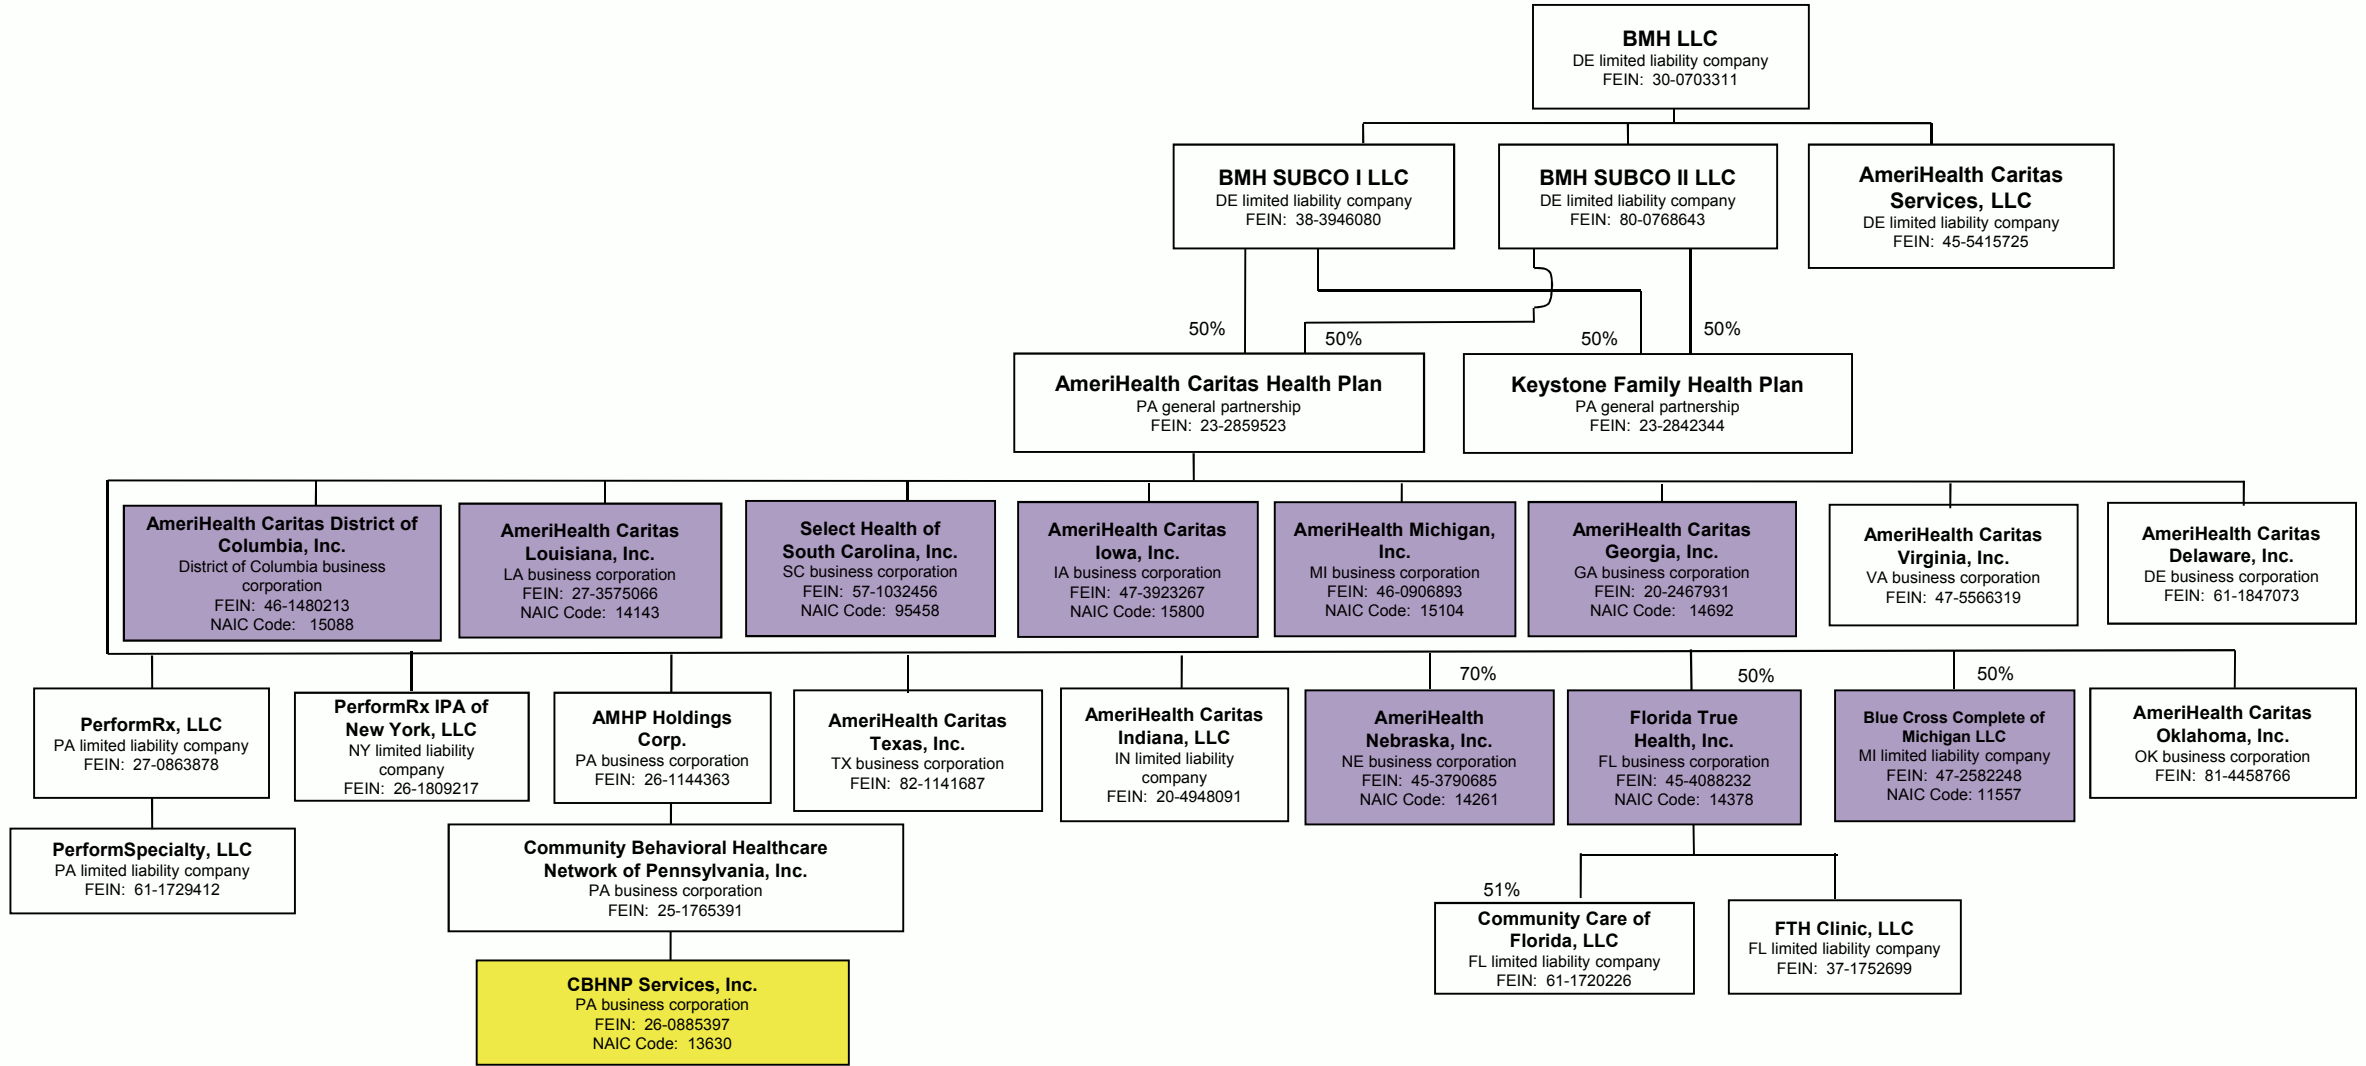 BMH LLC
DE limited liability company
FEIN: 30-0703311
BMH SUBCO I LLC
DE limited liability company
FEIN: 38-3946080
BMH SUBCO II LLC
DE limited liability company
FEIN: 80-0768643
AmeriHealth Caritas
Services, LLC
DE limited liability company
FEIN: 45-5415725
50%
50%
50%
50%
AmeriHealth Caritas Health Plan
PA general partnership
FEIN: 23-2859523
Keystone Family Health Plan
PA general partnership
FEIN: 23-2842344
AmeriHealth Caritas District of
Columbia, Inc.
District of Columbia business
corporation
FEIN: 46-1480213
NAIC Code: 15088
AmeriHealth Caritas
Louisiana, Inc.
LA business corporation
FEIN: 27-3575066
NAIC Code: 14143
Select Health of
South Carolina, Inc.
SC business corporation
FEIN: 57-1032456
NAIC Code: 95458
AmeriHealth Caritas
Iowa, Inc.
IA business corporation
FEIN: 47-3923267
NAIC Code: 15800
AmeriHealth Michigan,
Inc.
MI business corporation
FEIN: 46-0906893
NAIC Code: 15104
AmeriHealth Caritas
Georgia, Inc.
GA business corporation
FEIN: 20-2467931
NAIC Code: 14692
AmeriHealth Caritas
Virginia, Inc.
VA business corporation
FEIN: 47-5566319
AmeriHealth Caritas
Delaware, Inc.
DE business corporation
FEIN: 61-1847073
PerformRx, LLC
PA limited liability company
FEIN: 27-0863878
PerformRx IPA of
New York, LLC
NY limited liability
company
FEIN: 26-1809217
AMHP Holdings
Corp.
PA business corporation
FEIN: 26-1144363
AmeriHealth Caritas
Texas, Inc.
TX business corporation
FEIN: 82-1141687
AmeriHealth Caritas
Indiana, LLC
IN limited liability
company
FEIN: 20-4948091
70%
AmeriHealth
Nebraska, Inc.
NE business corporation
FEIN: 45-3790685
NAIC Code: 14261
50%
Florida True
Health, Inc.
FL business corporation
FEIN: 45-4088232
NAIC Code: 14378
50%
Blue Cross Complete of
Michigan LLC
MI limited liability company
FEIN: 47-2582248
NAIC Code: 11557
AmeriHealth Caritas
Oklahoma, Inc.
OK business corporation
FEIN: 81-4458766
PerformSpecialty, LLC
PA limited liability company
FEIN: 61-1729412
Community Behavioral Healthcare
Network of Pennsylvania, Inc.
PA business corporation
FEIN: 25-1765391
51%
Community Care of
Florida, LLC
FL limited liability company
FEIN: 61-1720226
FTH Clinic, LLC
FL limited liability company
FEIN: 37-1752699
CBHNP Services, Inc.
PA business corporation
FEIN: 26-0885397
NAIC Code: 13630